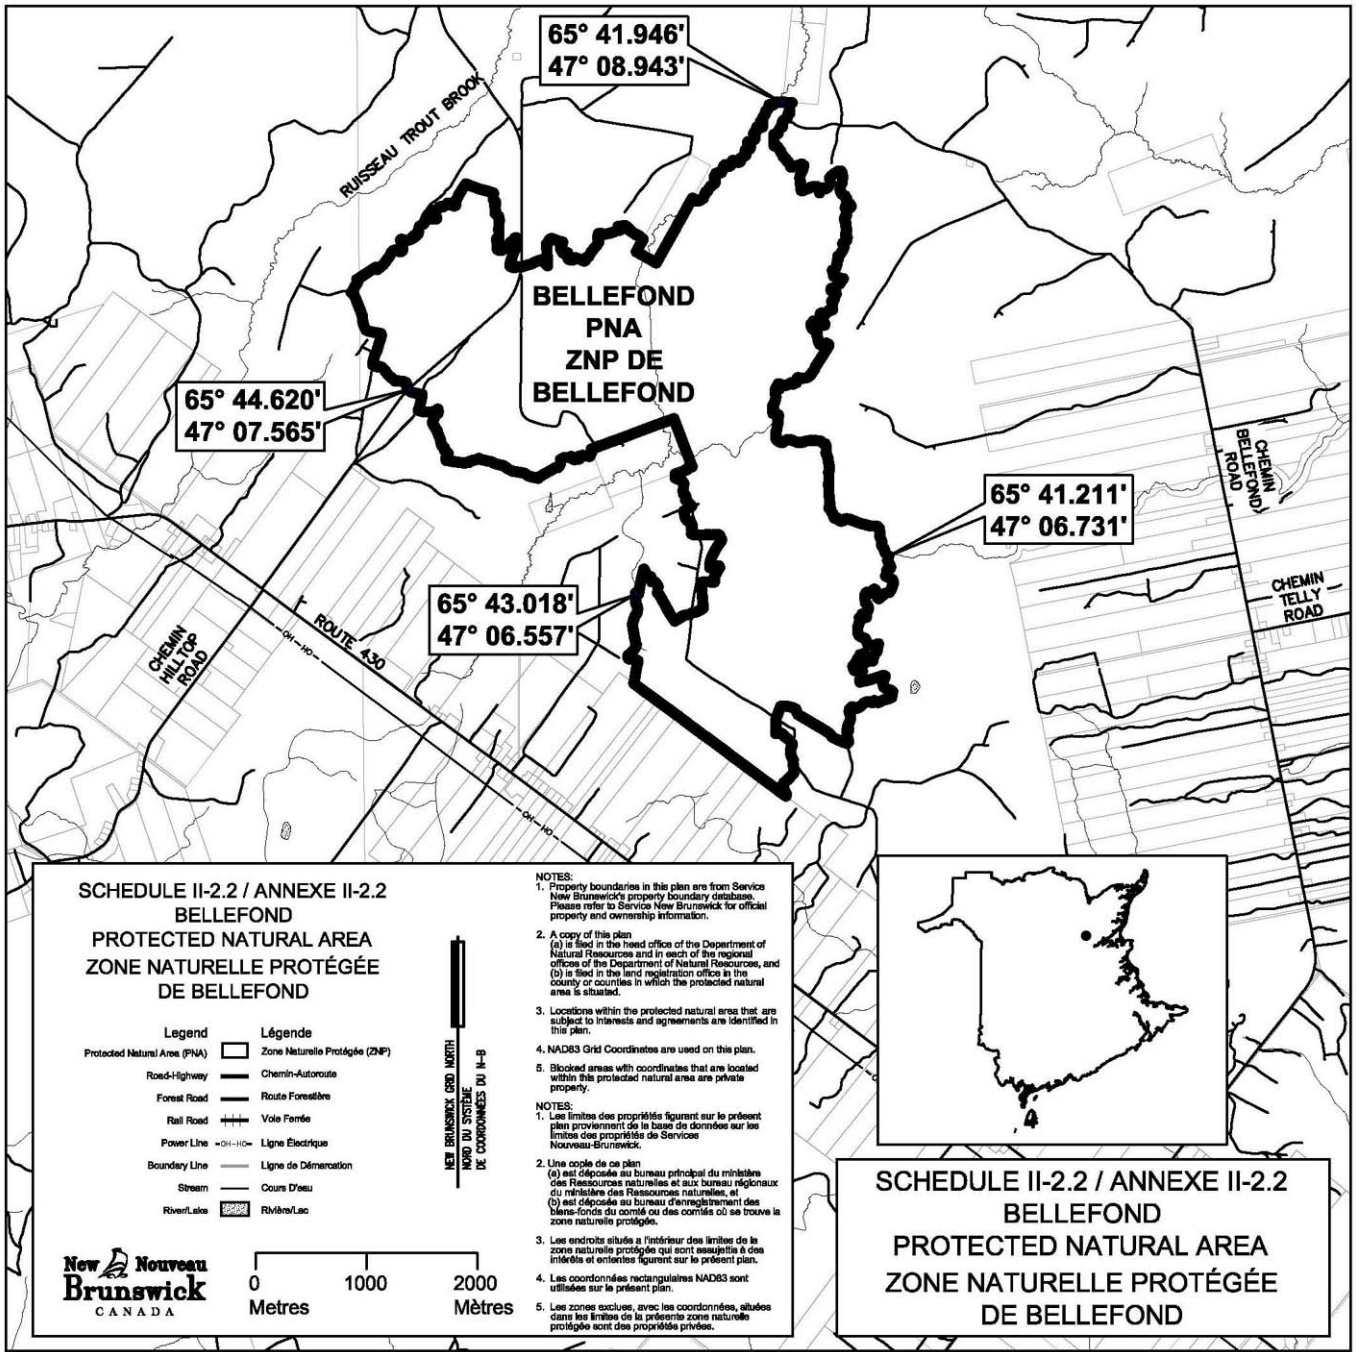 65° 41.946'
47° 08.943'
RUISSEAU TROUT BROOK
BELLEFOND
PNA
ZNP DE
BELLEFOND
65° 44.620'
47° 07.565'
CHEMIN
BELLEFOND
ROAD
65° 41.211'
47° 06.731'
CHEMIN
TELLY
ROAD
65° 43.018'
47° 06.557'
CHEMIN
HILLTOP
ROAD
OH-HO
ROUTE 430
OH-HO
SCHEDULE II-2.2 / ANNEXE II-2.2
BELLEFOND
PROTECTED NATURAL AREA
ZONE NATURELLE PROTÉGÉE
DE BELLEFOND
Legend Légende
Protected Natural Area (PNA) Zone Naturelle Protégée (ZNP)
Road-Highway Chemin-Autoroute
Forest Road Route Forestière
Rail Road Voie Ferrée
Power Line -OH-HO- Ligne Électrique
Boundary Line Ligne de Démarcation
Stream Cours D'eau
River/Lake Rivière/Lac
NEW BRUNSWICK GRID NORTH
NORD DU SYSTÈME
DE COORDONNÉES DU N-B
New Nouveau
Brunswick
CANADA
0 1000 2000
Metres Mètres
NOTES:
1. Property boundaries in this plan are from Service
New Brunswick's property boundary database.
Please refer to Service New Brunswick for official
property and ownership information.
2. A copy of this plan
(a) is filed in the head office of the Department of
Natural Resources and in each of the regional
offices of the Department of Natural Resources, and
(b) is filed in the land registration office in the
county or counties in which the protected natural
area is situated.
3. Locations within the protected natural area that are
subject to interests and agreements are identified in
this plan.
4. NAD83 Grid Coordinates are used on this plan.
5. Blocked areas with coordinates that are located
within this protected natural area are private
property.
NOTES:
1. Les limites des propriétés figurant sur le présent
plan proviennent de la base de données sur les
limites des propriétés de Services
Nouveau-Brunswick.
2. Une copie de ce plan
(a) est déposée au bureau principal du ministère
des Ressources naturelles et aux bureau régionaux
du ministère des Ressources naturelles, et
(b) est déposée au bureau d'enregistrement des
biens-fonds du comté ou des comtés où se trouve la
zone naturelle protégée.
3. Les endroits situés a l'intérieur des limites de la
zone naturelle protégée qui sont assujettis à des
intérêts et ententes figurent sur le présent plan.
4. Les coordonnées rectangulaires NAD83 sont
utilisées sur le présent plan.
5. Les zones exclues, avec les coordonnées, situées
dans les limites de la présente zone naturelle
protégée sont des propriétés privées.
SCHEDULE II-2.2 / ANNEXE II-2.2
BELLEFOND
PROTECTED NATURAL AREA
ZONE NATURELLE PROTÉGÉE
DE BELLEFOND